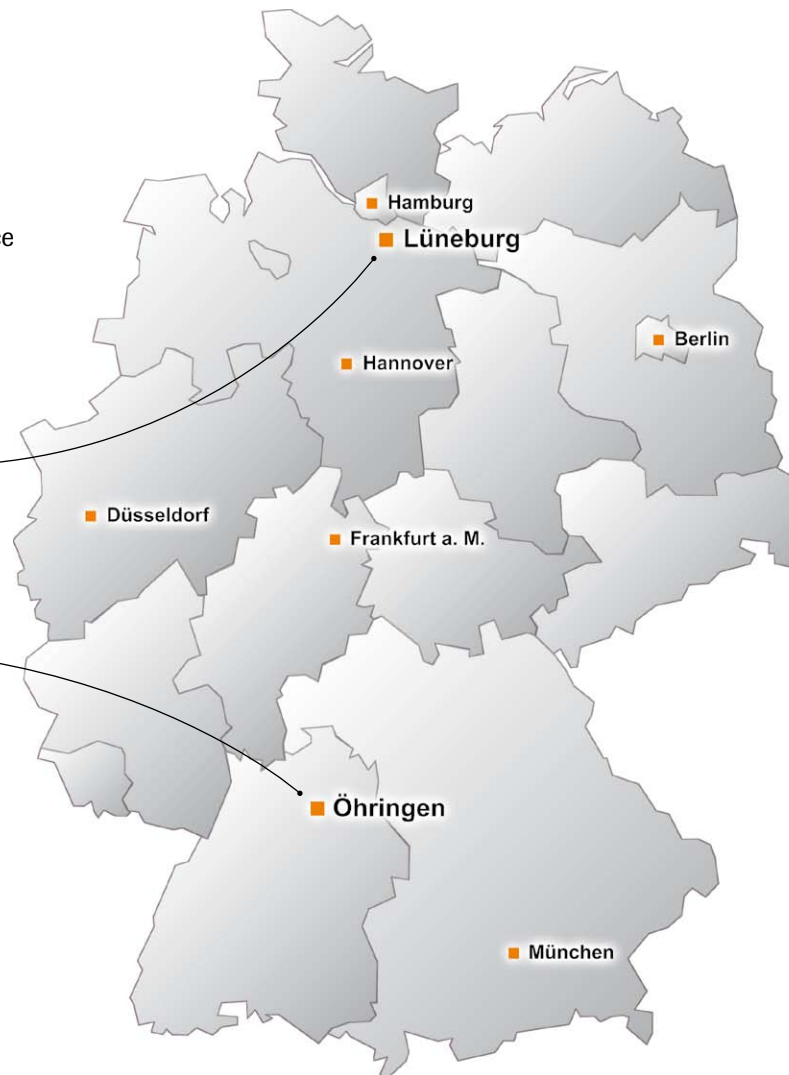 Hamburg
Lüneburg
Berlin
Hannover
Düsseldorf
Frankfurt a. M.
Öhringen
München